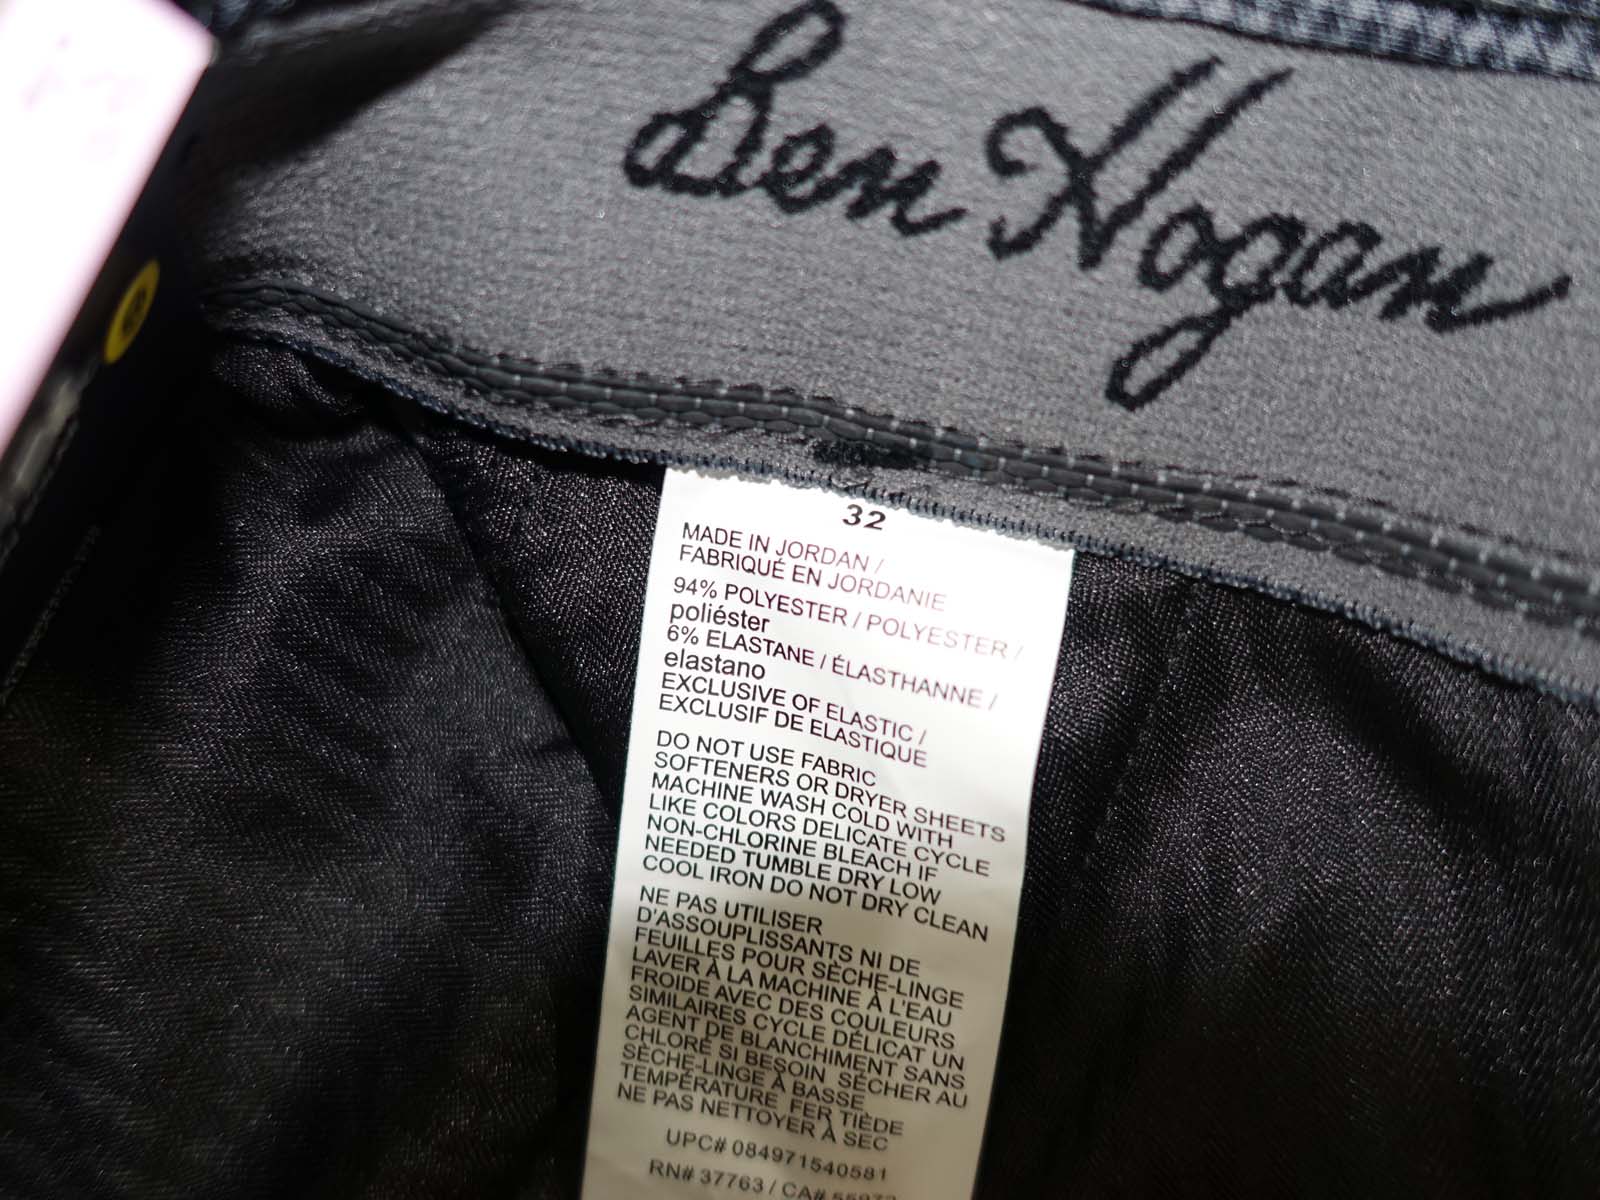 Ben Hogan
32
MADE IN JORDAN /
FABRIQUÉ EN JORDANIE
94% POLYESTER / POLYESTER /
poliéster
6% ELASTANE / ÉLASTHANNE /
elastano
EXCLUSIVE OF ELASTIC /
EXCLUSIF DE ELASTIQUE
DO NOT USE FABRIC
SOFTENERS OR DRYER SHEETS
MACHINE WASH COLD WITH
LIKE COLORS DELICATE CYCLE
NON-CHLORINE BLEACH IF
NEEDED TUMBLE DRY LOW
COOL IRON DO NOT DRY CLEAN
NE PAS UTILISER
D'ASSOUPLISSANTS NI DE
FEUILLES POUR SÈCHE-LINGE
LAVER À LA MACHINE À L'EAU
FROIDE AVEC DES COULEURS
SIMILAIRES CYCLE DÉLICAT UN
AGENT DE BLANCHIMENT SANS
CHLORÉ SI BESOIN SÉCHER AU
SÈCHE-LINGE À BASSE
TEMPÉRATURE FER TIÈDE
NE PAS NETTOYER À SEC
UPC# 084971540581
RN# 37763 / CA#